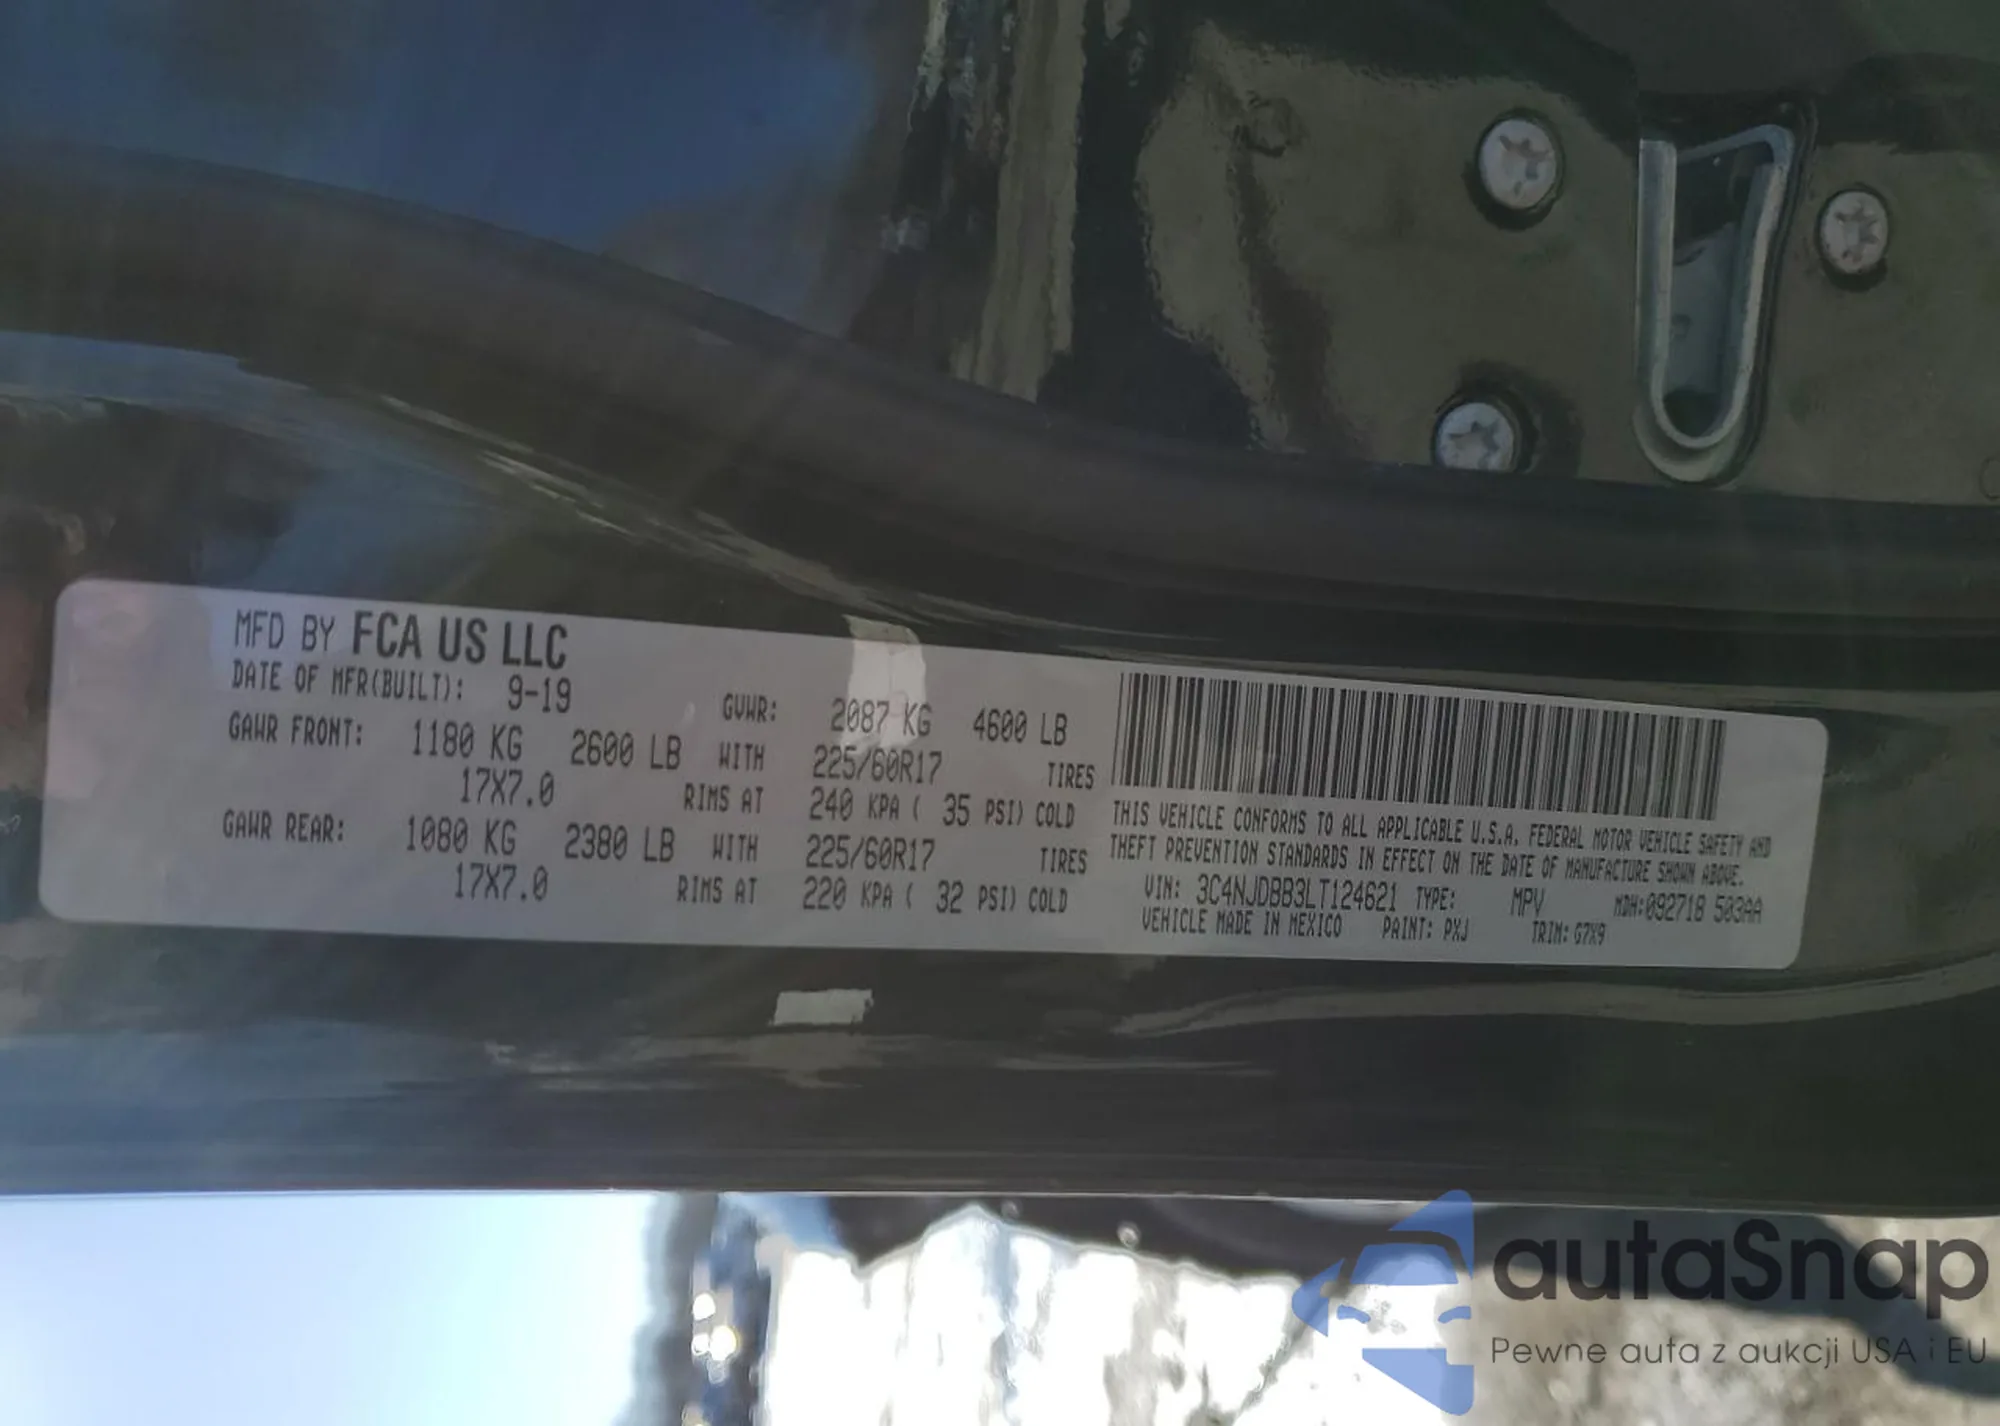 MFD BY FCA US LLC
DATE OF MFR(BUILT): 9-19 GVWR: 2087 KG 4600 LB
GAWR FRONT: 1180 KG 2600 LB WITH 225/60R17 TIRES
17X7.0 RIMS AT 240 KPA ( 35 PSI) COLD
GAWR REAR: 1080 KG 2380 LB WITH 225/60R17 TIRES
17X7.0 RIMS AT 220 KPA ( 32 PSI) COLD
THIS VEHICLE CONFORMS TO ALL APPLICABLE U.S.A. FEDERAL MOTOR VEHICLE SAFETY AND
THEFT PREVENTION STANDARDS IN EFFECT ON THE DATE OF MANUFACTURE SHOWN ABOVE.
VIN: 3C4NJDBB3LT124621 TYPE: MPV MDH:092718 503AA
VEHICLE MADE IN MEXICO PAINT: PXJ TRIM: G7X9
autaSnap
Pewne auta z aukcji USA i EU